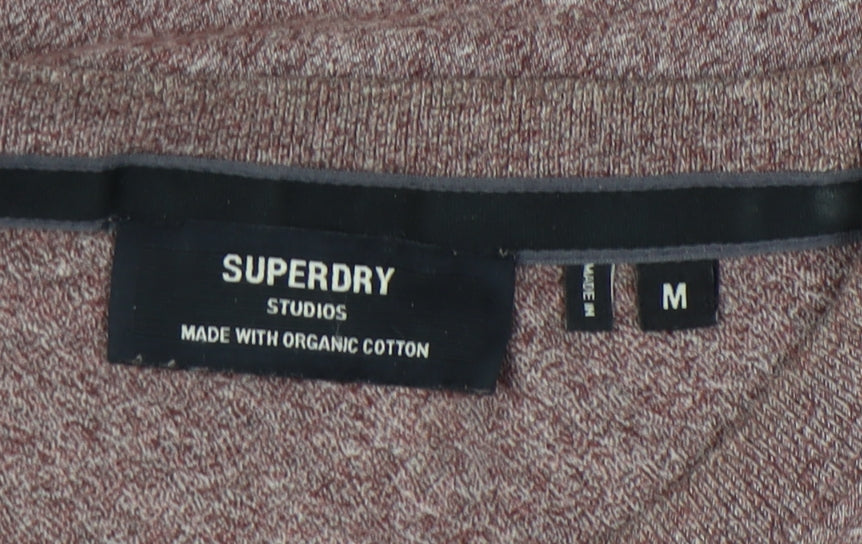 SUPERDRY
STUDIOS
MADE WITH ORGANIC COTTON
MADE IN
M